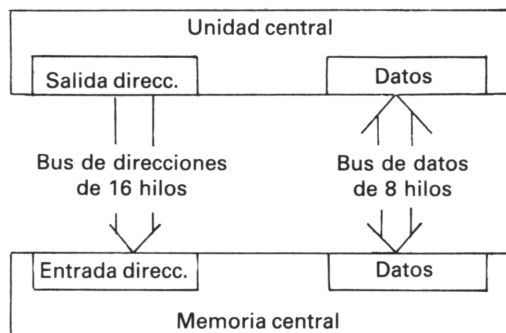 Unidad central
Salida direcc.
Datos
Bus de direcciones
de 16 hilos
Bus de datos
de 8 hilos
Entrada direcc.
Datos
Memoria central